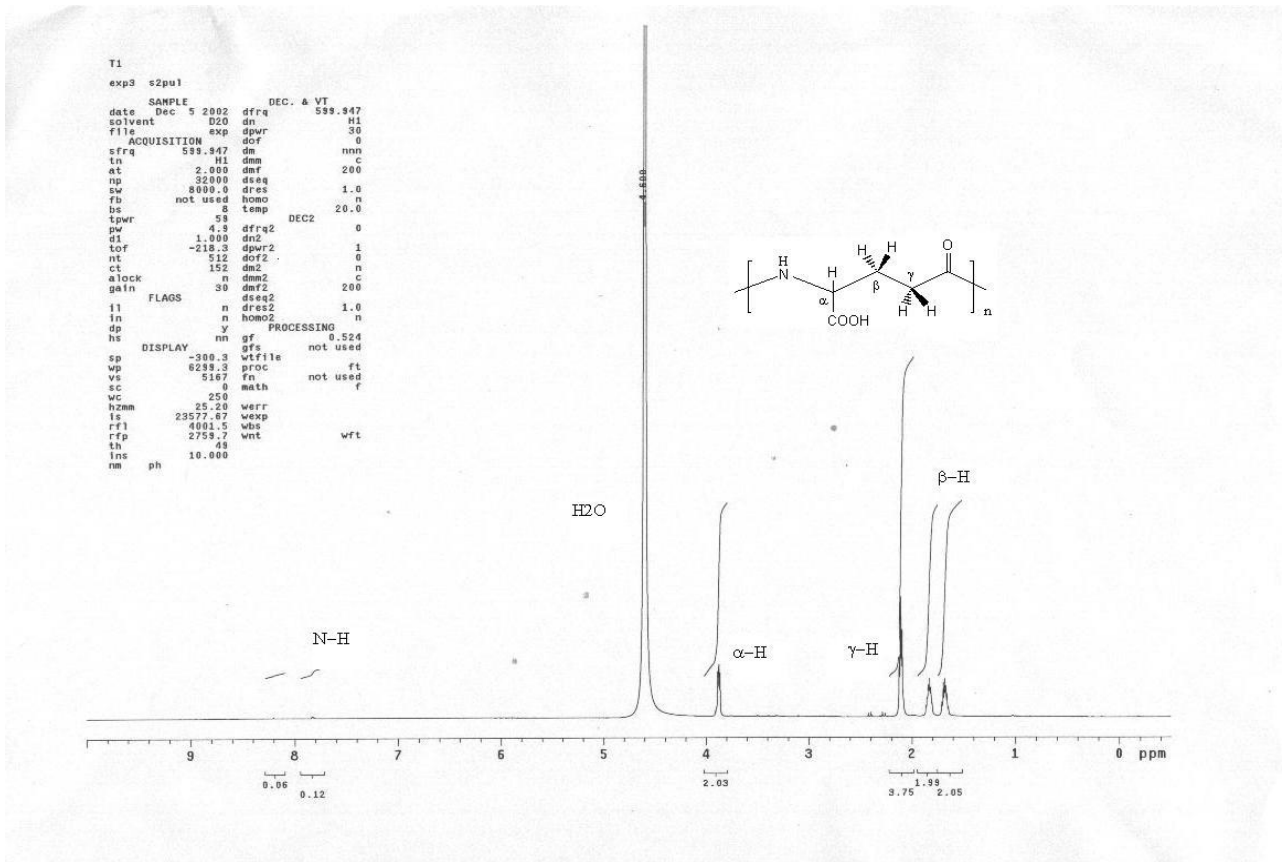 T1
exp3 s2pul
SAMPLE DEC. & VT
date Dec 5 2002 dfrq 599.947
solvent D2O dn H1
file exp dpwr 30
ACQUISITION dof 0
sfrq 599.947 dm nnn
tn H1 dmm c
at 2.000 dmf 200
np 32000 dseq
sw 8000.0 dres 1.0
fb not used homo n
bs 8 temp 20.0
tpwr 59 DEC2
pw 4.9 dfrq2 0
d1 1.000 dn2
tof -218.3 dpwr2 1
nt 512 dof2 0
ct 152 dm2 n
alock n dmm2 c
gain 30 dmf2 200
FLAGS dseq2
il n dres2 1.0
in n homo2 n
dp y PROCESSING
hs nn gf 0.524
DISPLAY gfs not used
sp -300.3 wtfile
wp 6299.3 proc ft
vs 5167 fn not used
sc 0 math f
wc 250
hzmm 25.20 werr
is 23577.67 wexp
rfl 4001.5 wbs
rfp 2759.7 wnt wft
th 49
ins 10.000
nm ph
4.600
H H O
H
N H γ
α β
COOH H H n
β-H
H2O
N-H
α-H
γ-H
9 8 7 6 5 4 3 2 1 0 ppm
0.06 0.12 2.03 3.75 1.99 2.05